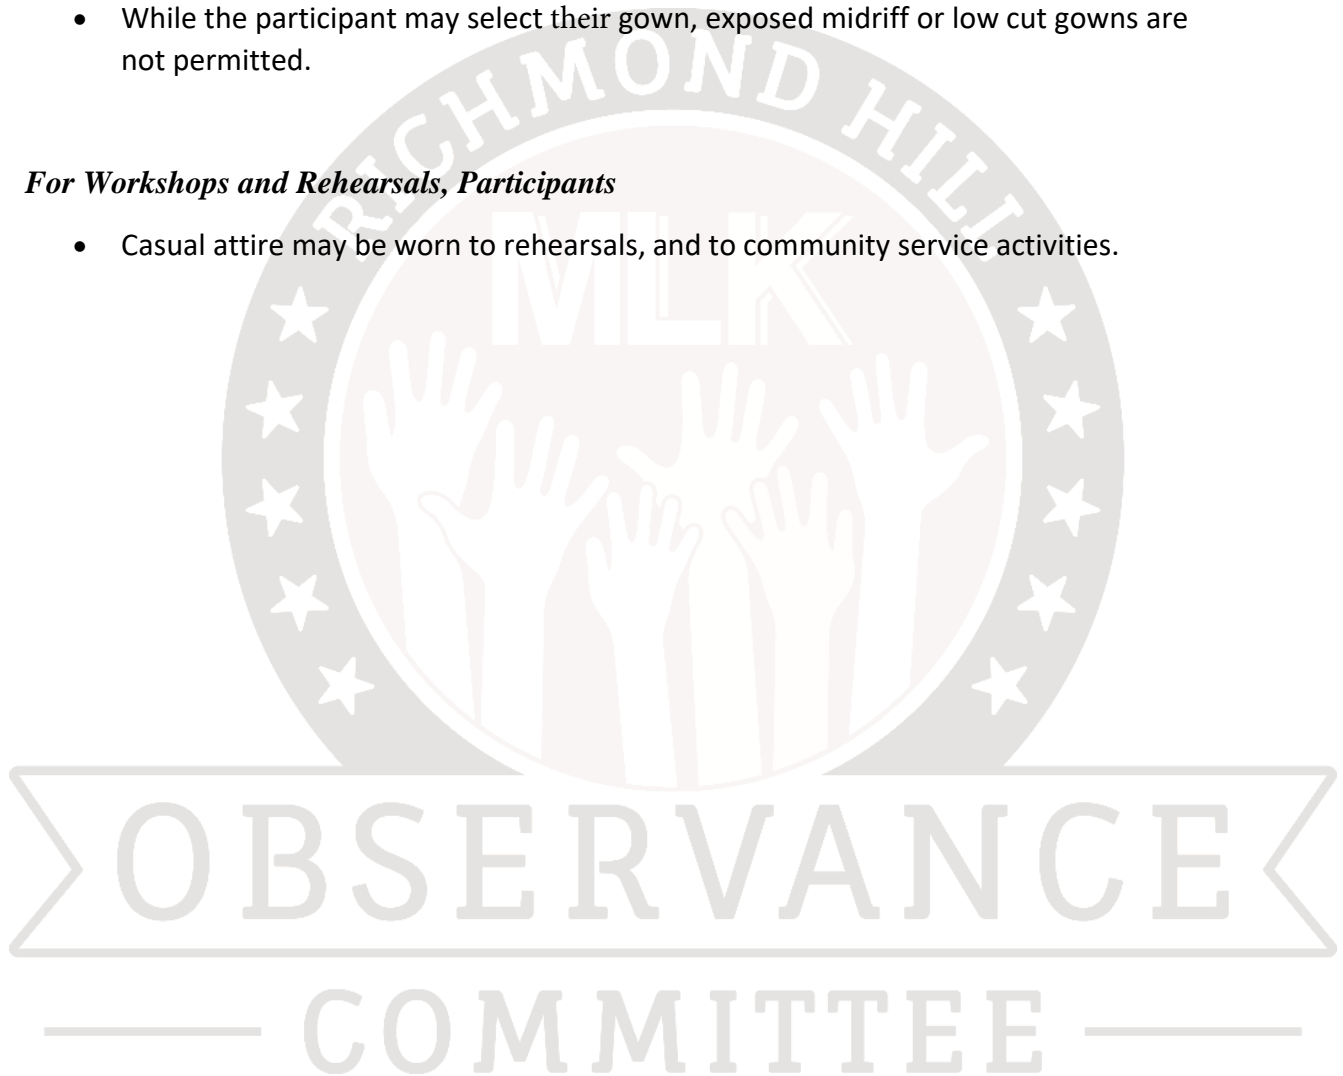 • While the participant may select their gown, exposed midriff or low cut gowns are
not permitted.
For Workshops and Rehearsals, Participants
• Casual attire may be worn to rehearsals, and to community service activities.
RICHMOND HILL
MLK
OBSERVANCE
COMMITTEE